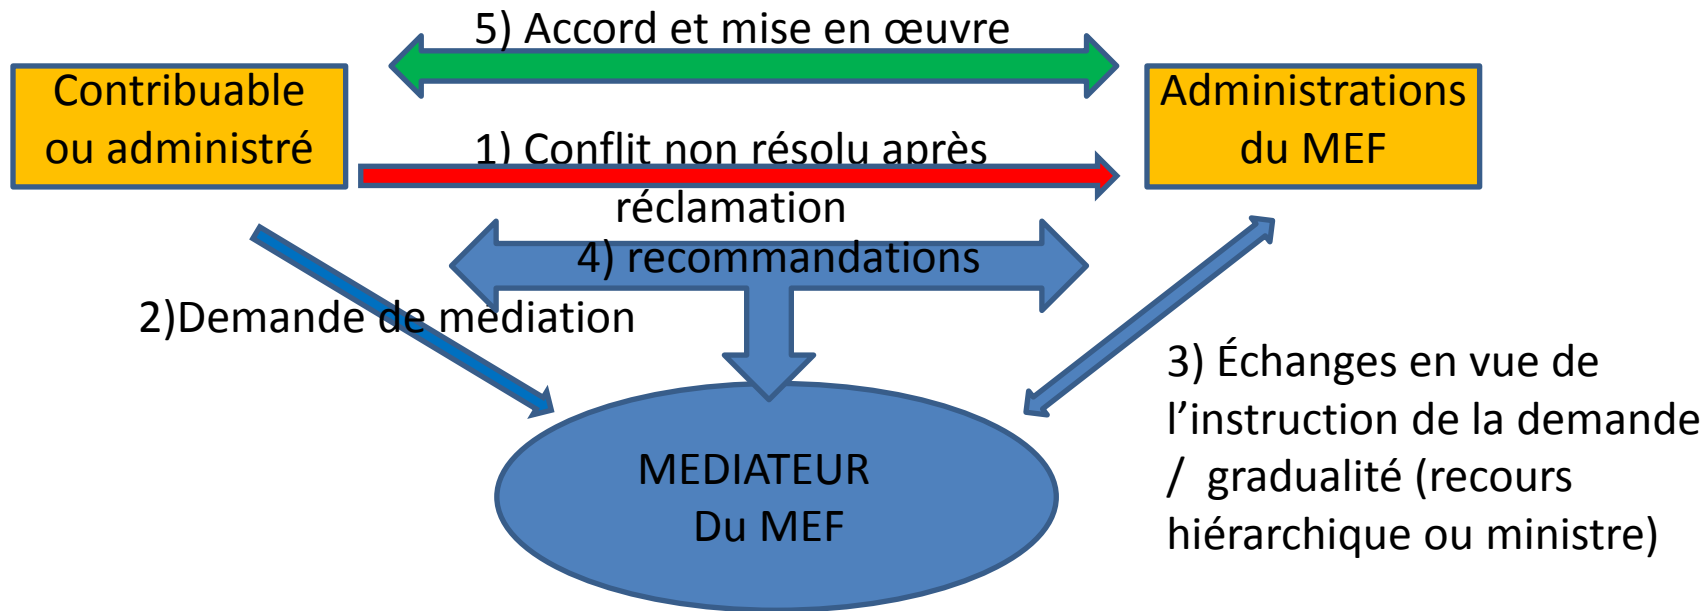 5) Accord et mise en œuvre
Contribuable
ou administré
Administrations
du MEF
1) Conflit non résolu après
réclamation
4) recommandations
2)Demande de médiation
3) Échanges en vue de
l’instruction de la demande
/ gradualité (recours
hiérarchique ou ministre)
MEDIATEUR
Du MEF